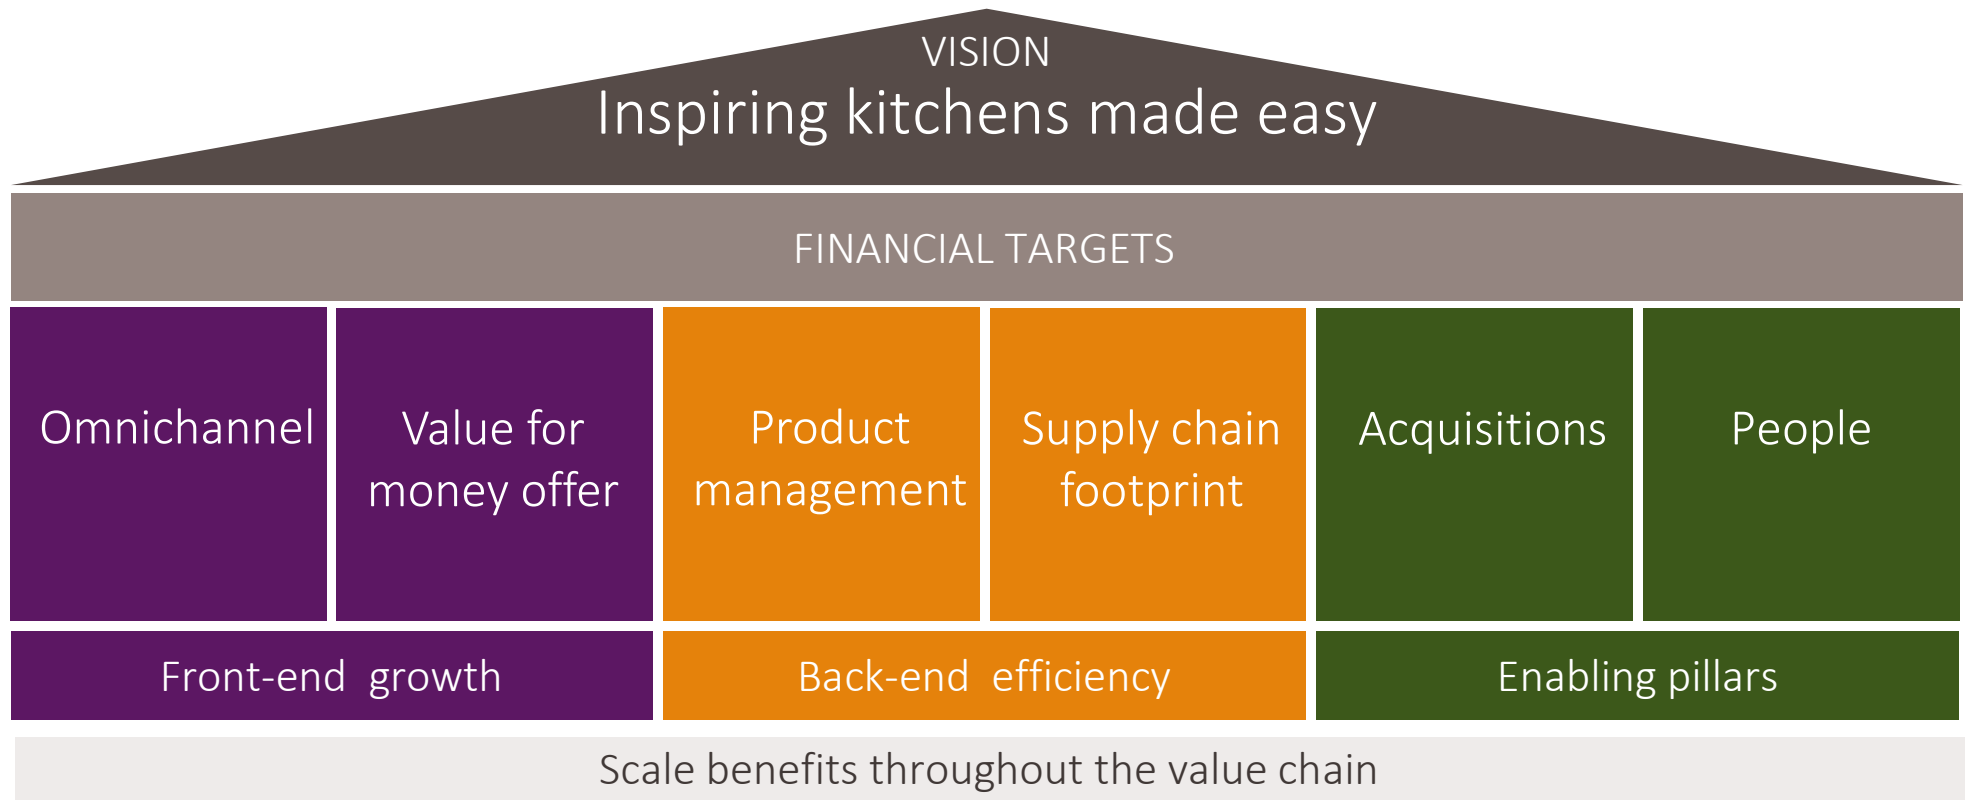 VISION
Inspiring kitchens made easy
FINANCIAL TARGETS
Omnichannel
Value for
money offer
Product
management
Supply chain
footprint
Acquisitions
People
Front-end growth
Back-end efficiency
Enabling pillars
Scale benefits throughout the value chain